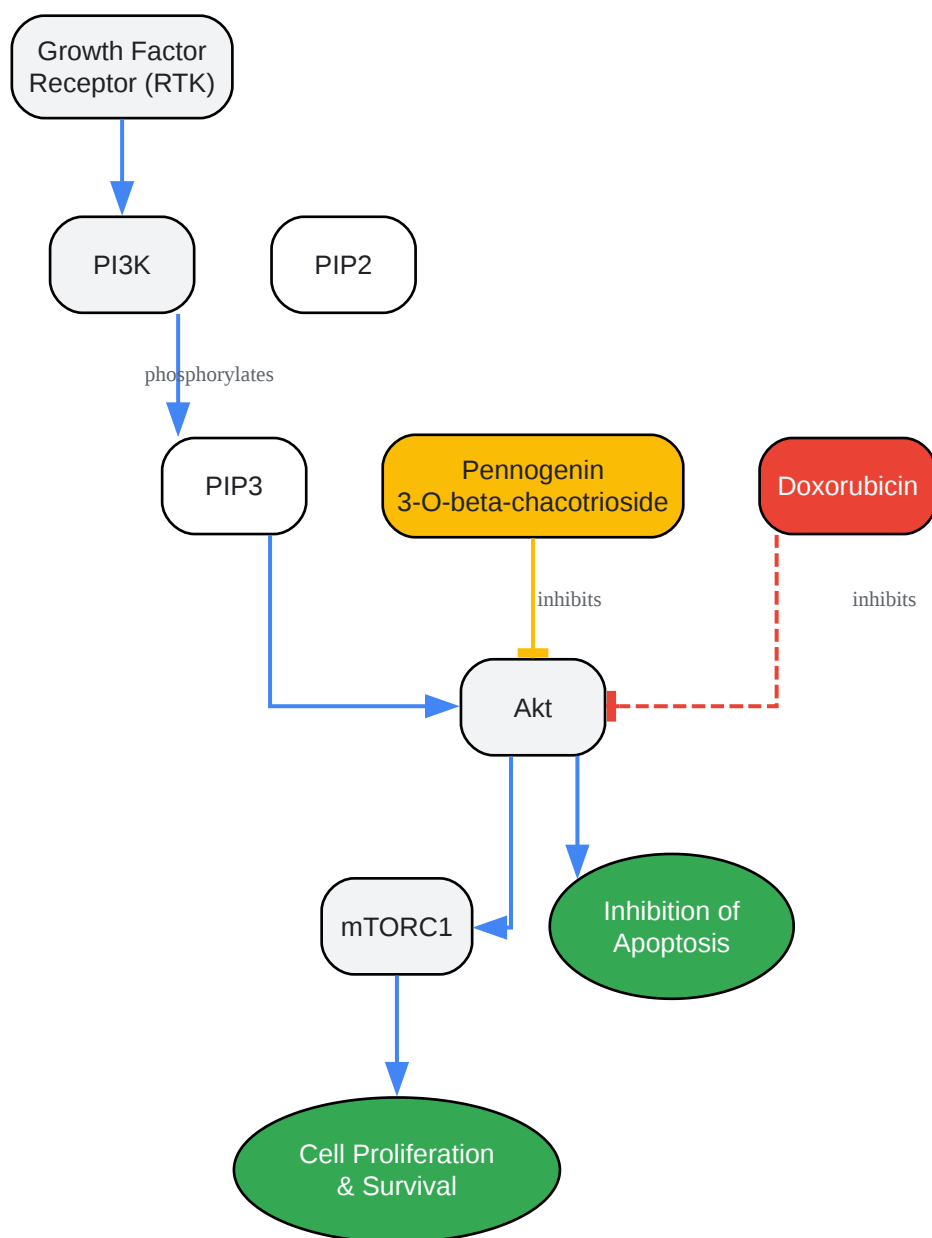 Growth Factor
Receptor (RTK)
PI3K
PIP2
phosphorylates
PIP3
Pennogenin
3-O-beta-chacotrioside
Doxorubicin
inhibits
inhibits
Akt
mTORC1
Inhibition of
Apoptosis
Cell Proliferation
& Survival